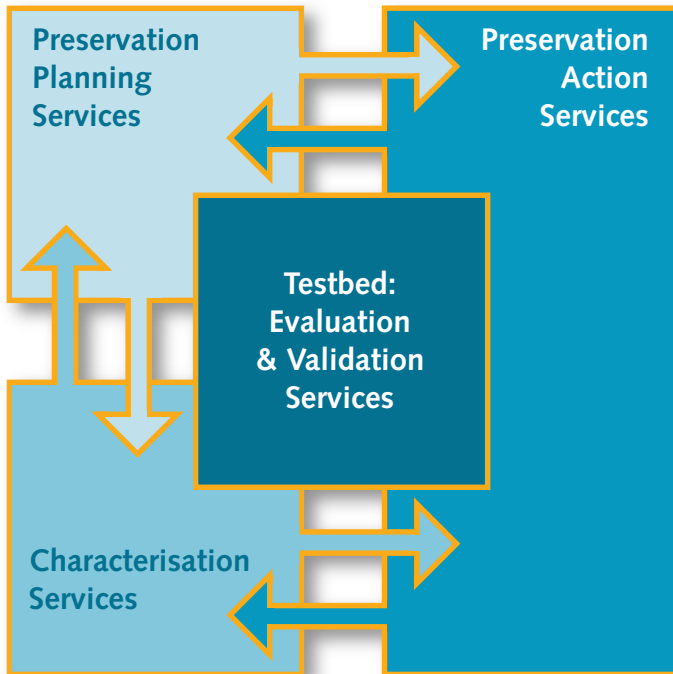 Preservation
Planning
Services
Preservation
Action
Services
Testbed:
Evaluation
& Validation
Services
Characterisation
Services